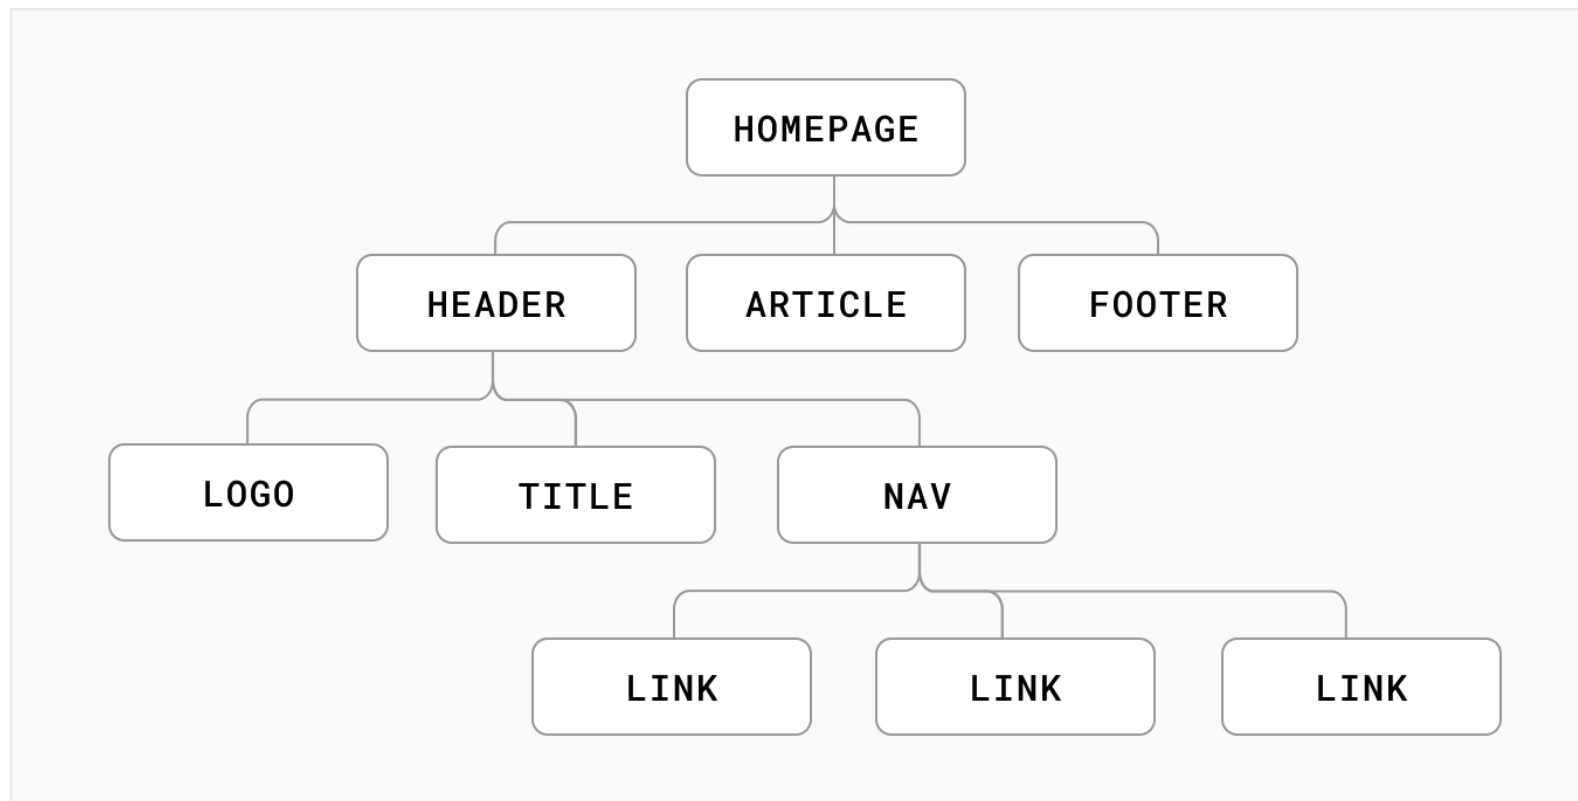 HOMEPAGE
HEADER
ARTICLE
FOOTER
LOGO
TITLE
NAV
LINK
LINK
LINK